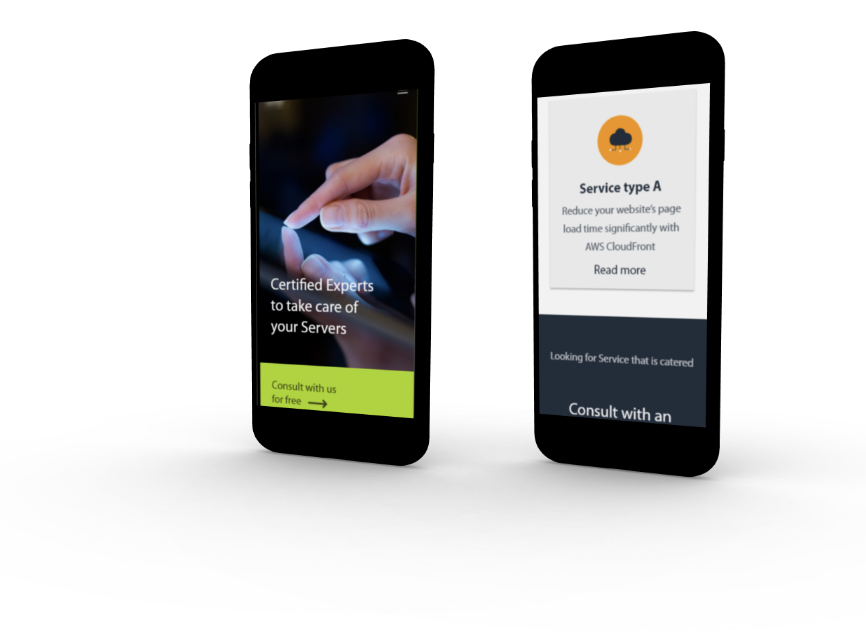 Certified Experts
to take care of
your Servers
Consult with us
for free
Service type A
Reduce your website's page
load time significantly with
AWS CloudFront
Read more
Looking for Service that is catered
Consult with an